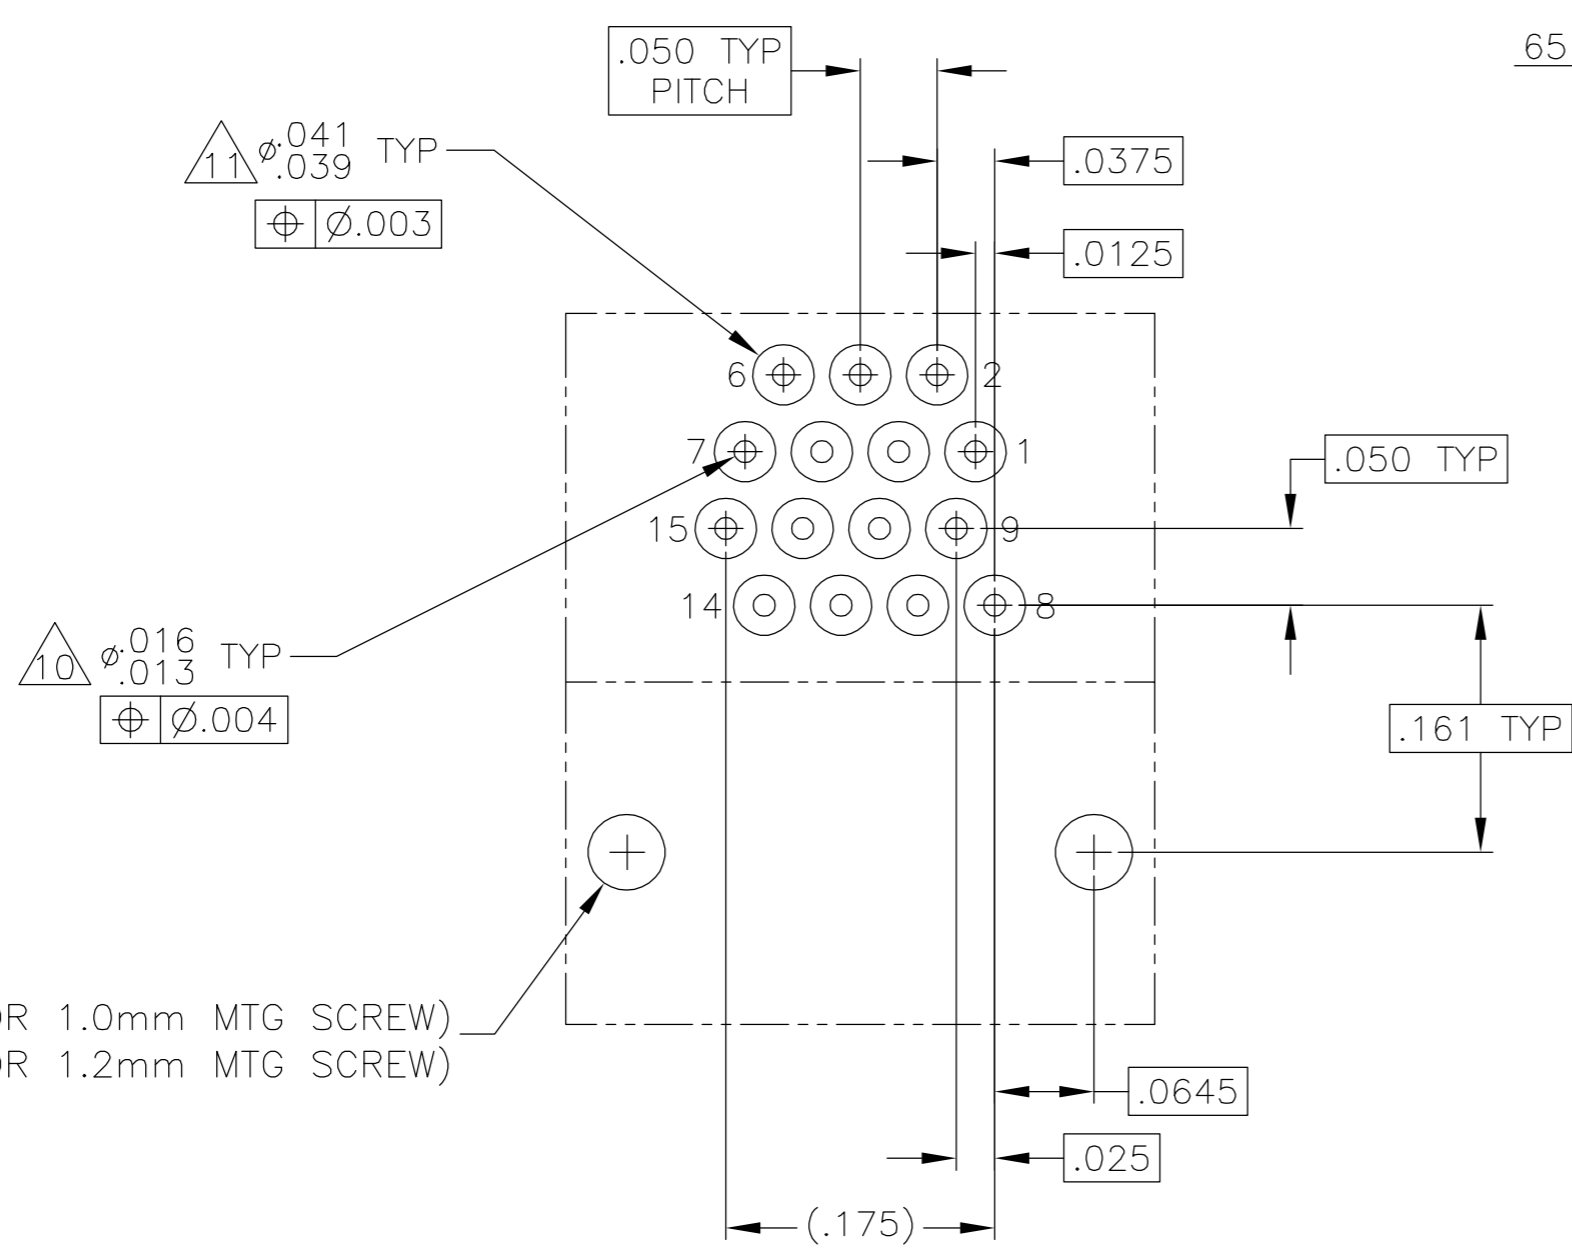 .050 TYP
PITCH
65
11 ⌀.041
.039 TYP
⌖ ⌀.003
.0375
.0125
6 2
7 1
.050 TYP
15 9
14 8
10 ⌀.016
.013 TYP
⌖ ⌀.004
.161 TYP
OR 1.0mm MTG SCREW)
OR 1.2mm MTG SCREW)
.0645
.025
(.175)